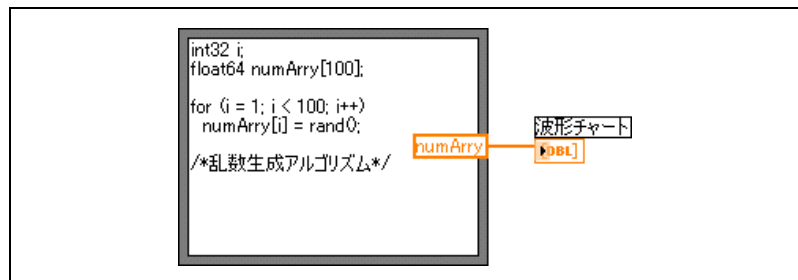 int32 i;
float64 numArry[100];
for (i = 1; i < 100; i++)
numArry[i] = rand();
/*乱数生成アルゴリズム*/
numArry
波形チャート
DBL]